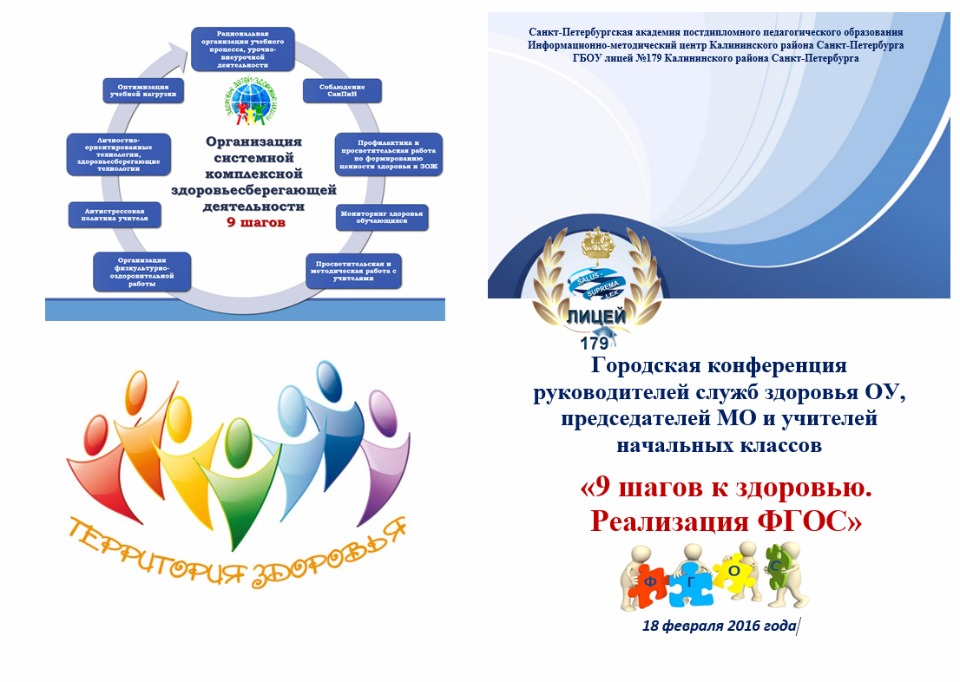 Рациональная
организация учебного
процесса, урочно-
внеурочной
деятельности
Оптимизация
учебной нагрузки
Соблюдение
СанПиН
ЗДОРОВЫЕ ДЕТИ-ЗДОРОВЫЕ
Личностно-
ориентированные
технологии,
здоровьесберегающие
технологии
Организация
системной
комплексной
здоровьесберегающей
деятельности
9 шагов
Профилактика и
просветительская работа
по формированию
ценности здоровья и ЗОЖ
Антистрессовая
политика учителя
Мониторинг здоровья
обучающихся
Организация
физкультурно-
оздоровительной
работы
Просветительская и
методическая работа с
учителями
ТЕРРИТОРИЯ ЗДОРОВЬЯ
Санкт-Петербургская академия постдипломного педагогического образования
Информационно-методический центр Калининского района Санкт-Петербурга
ГБОУ лицей №179 Калининского района Санкт-Петербурга
SALUS -
SUPREMA
LEX
ЛИЦЕЙ
179
Городская конференция
руководителей служб здоровья ОУ,
председателей МО и учителей
начальных классов
«9 шагов к здоровью.
Реализация ФГОС»
Ф Г О С
18 февраля 2016 года